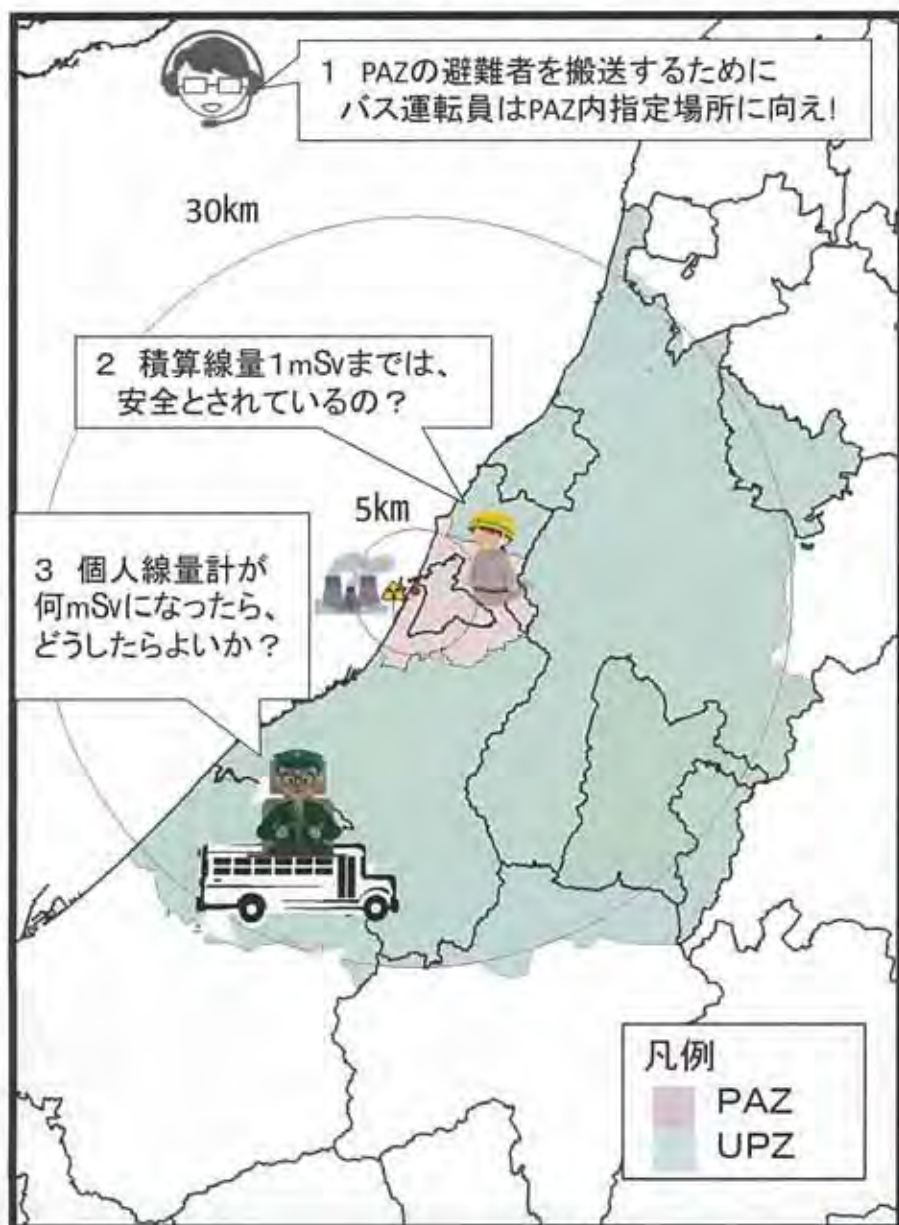 1 PAZの避難者を搬送するために
バス運転員はPAZ内指定場所に向え!
30km
2 積算線量1mSvまでは、
安全とされているの？
5km
3 個人線量計が
何mSvになったら、
どうしたらよいか？
凡例
PAZ
UPZ